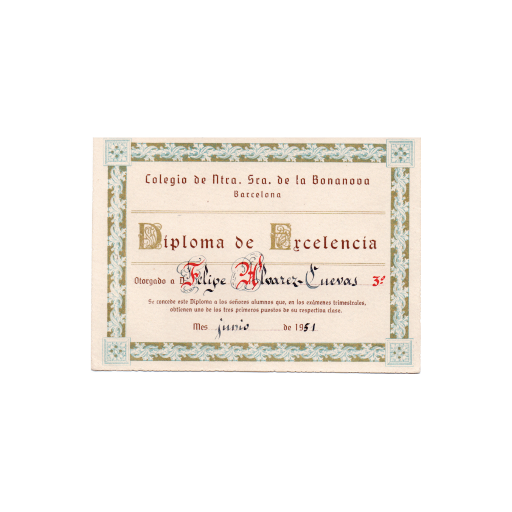 Colegio de Ntra. Sra. de la Bonanova
Barcelona
Diploma de Excelencia
Otorgado a D. Felipe Alvarez-Cuevas 3º
Se concede este Diploma a los señores alumnos que, en los exámenes trimestrales,
obtienen uno de los tres primeros puestos de su respectiva clase.
Mes junio de 1951